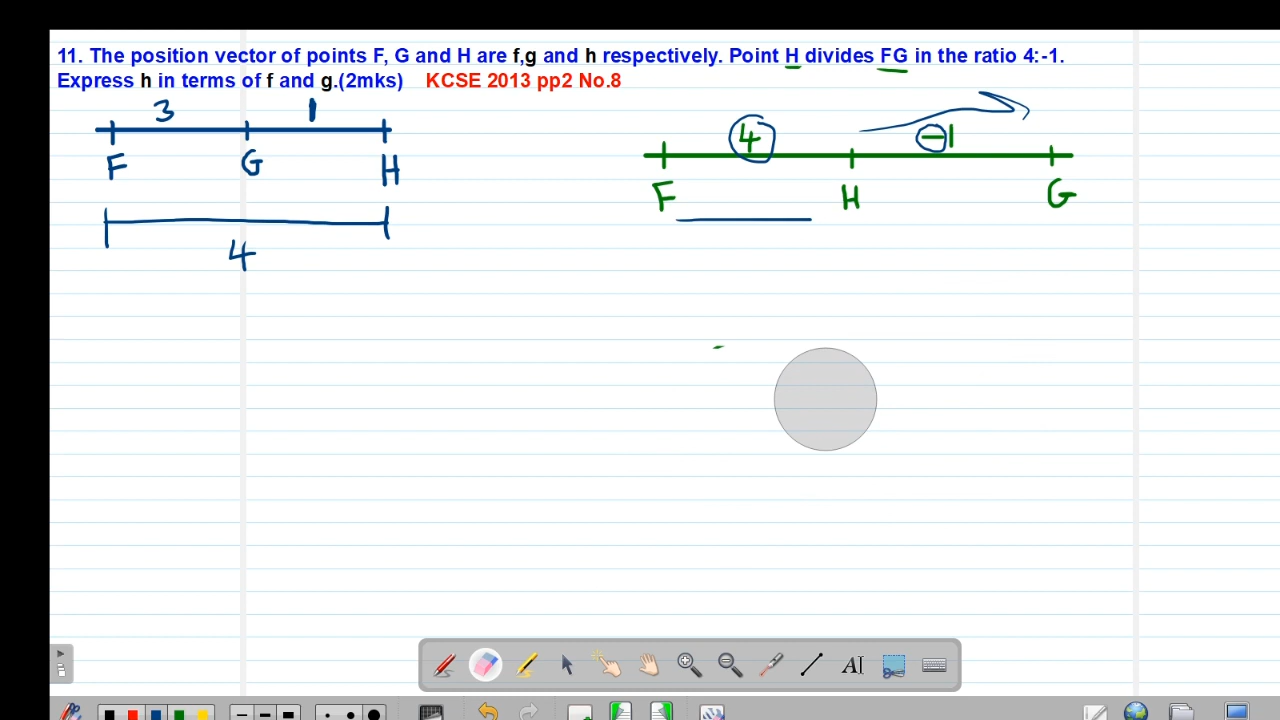 11. The position vector of points F, G and H are f,g and h respectively. Point H divides FG in the ratio 4:-1.
Express h in terms of f and g.(2mks) KCSE 2013 pp2 No.8
3 1
F G H
4
4 -1
F H G
AI